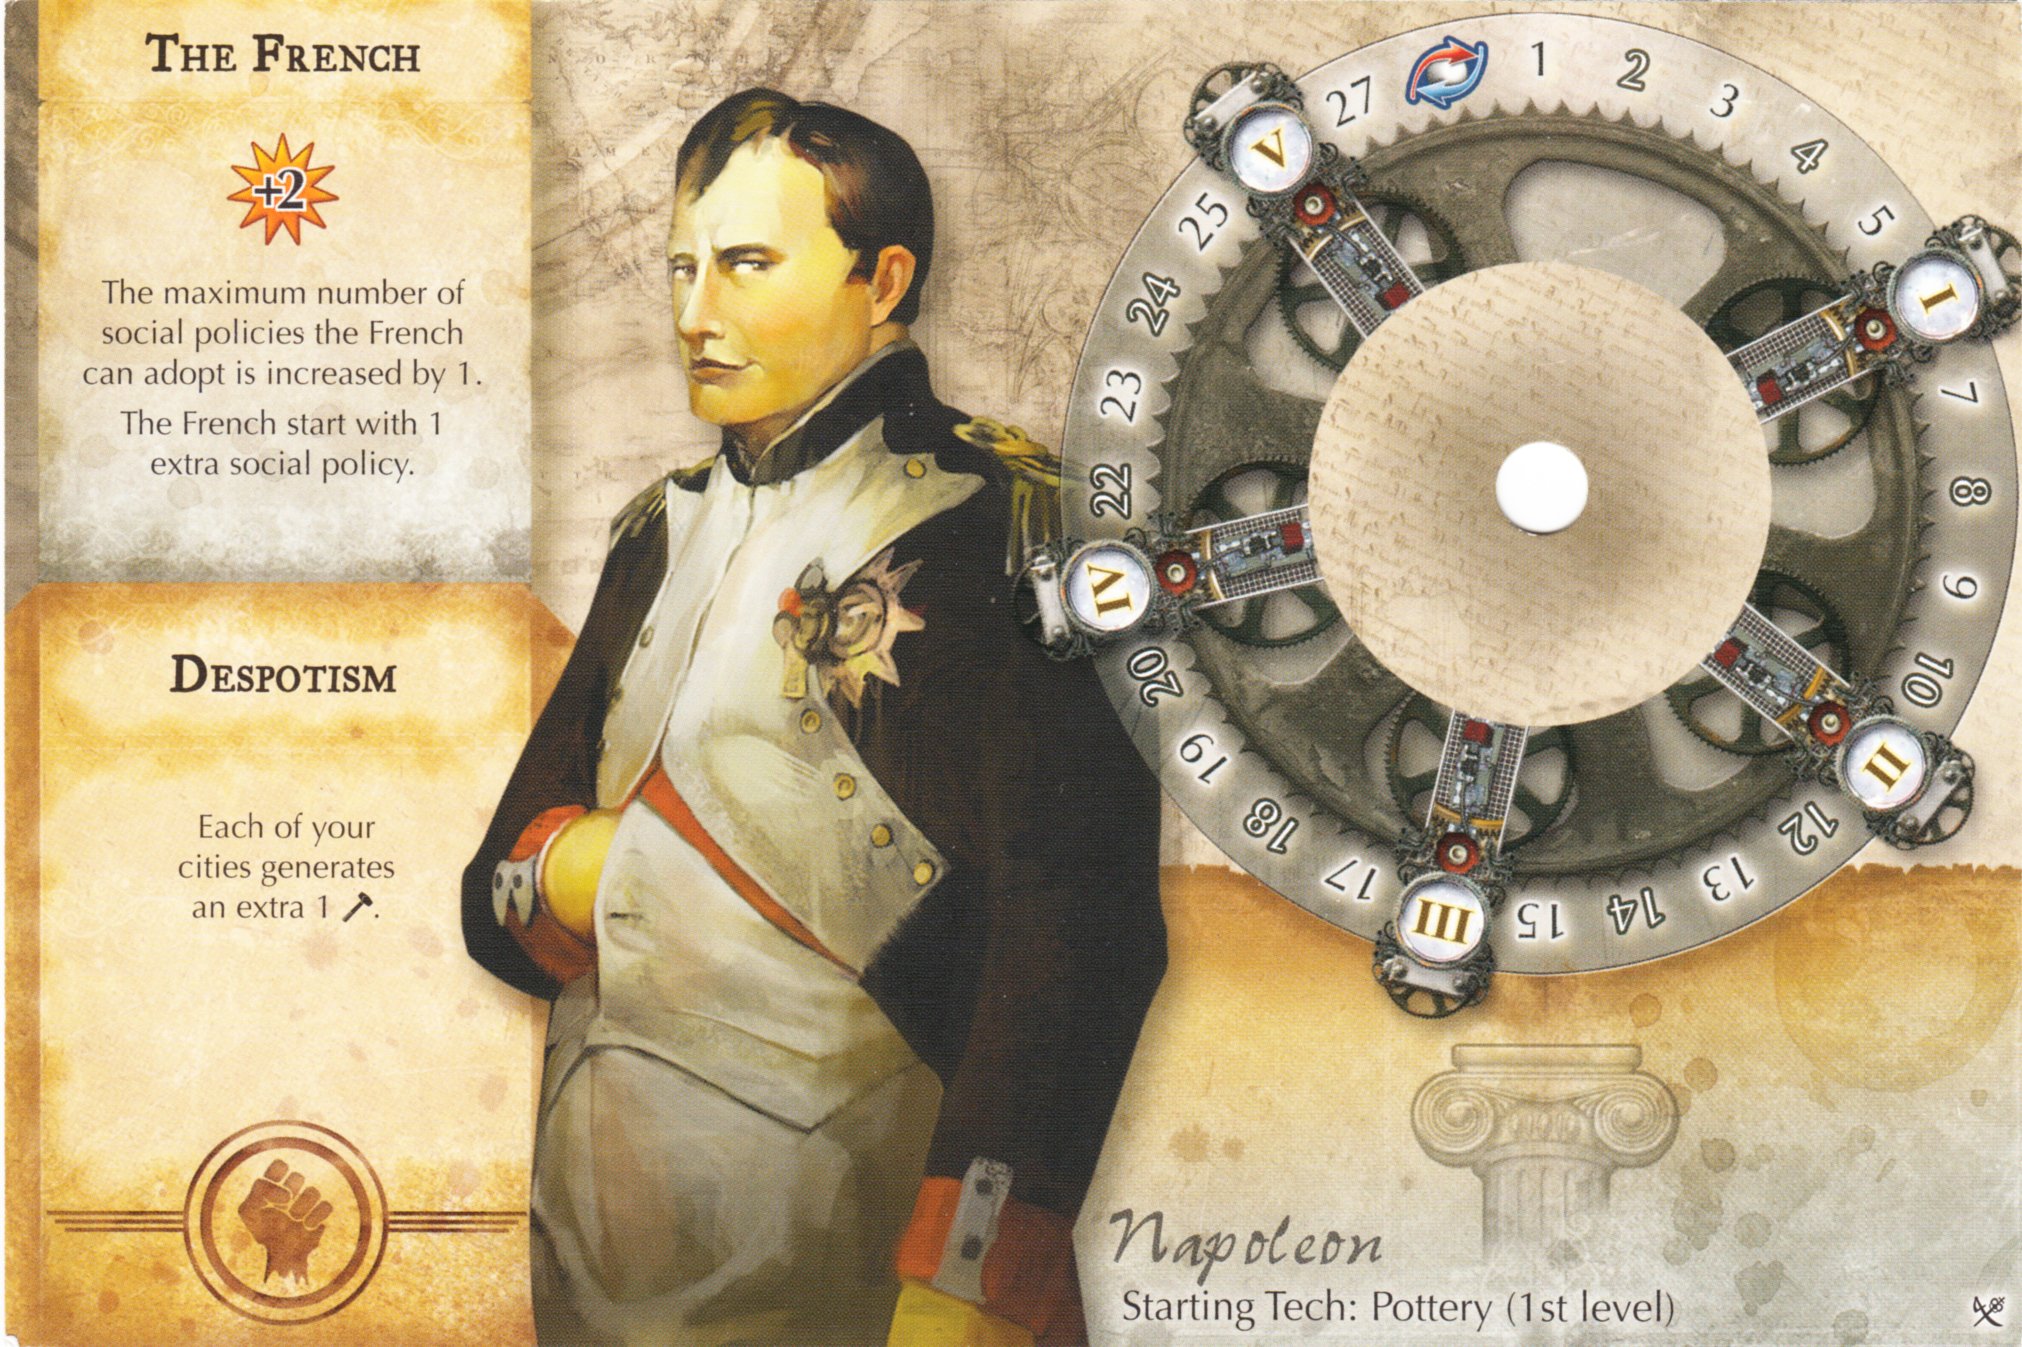 THE FRENCH
+2
The maximum number of
social policies the French
can adopt is increased by 1.
The French start with 1
extra social policy.
DESPOTISM
Each of your
cities generates
an extra 1 .
1
2
3
4
5
I
7
8
9
10
II
12
13
14
15
III
17
18
19
20
IV
22
23
24
25
V
27
Napoleon
Starting Tech: Pottery (1st level)